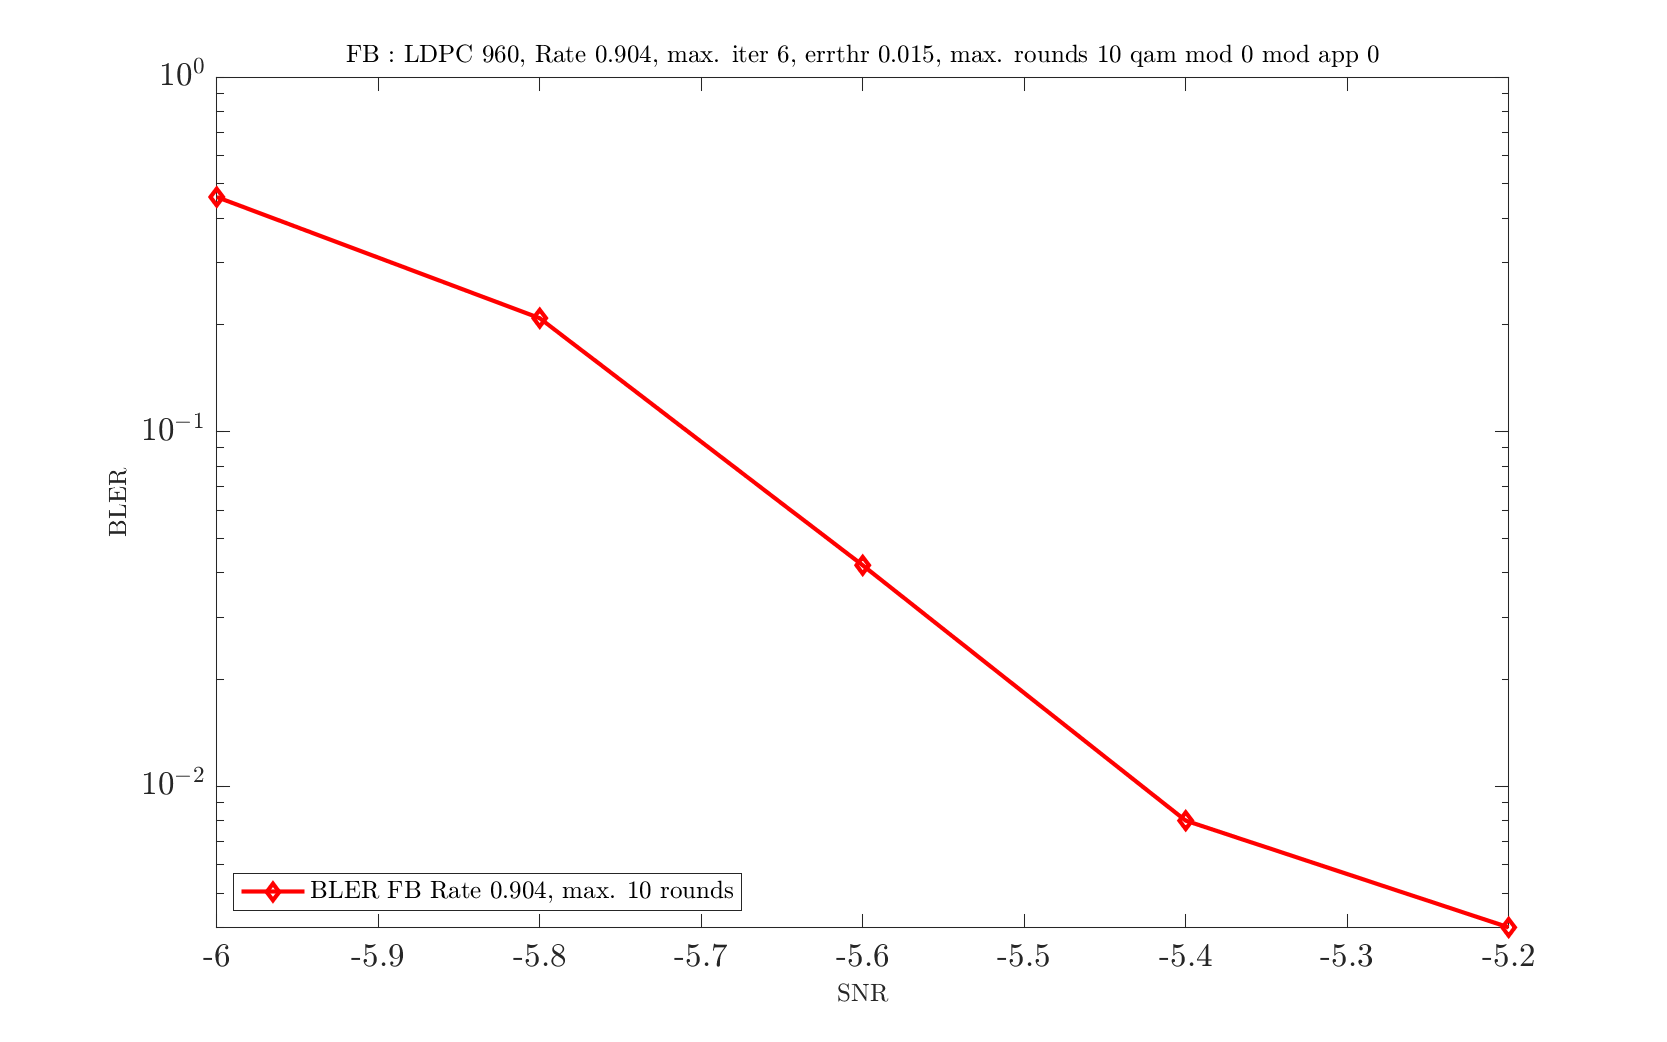 FB : LDPC 960, Rate 0.904, max. iter 6, errthr 0.015, max. rounds 10 qam mod 0 mod app 0
10^0
10^{-1}
BLER
10^{-2}
BLER FB Rate 0.904, max. 10 rounds
-6 -5.9 -5.8 -5.7 -5.6 -5.5 -5.4 -5.3 -5.2
SNR